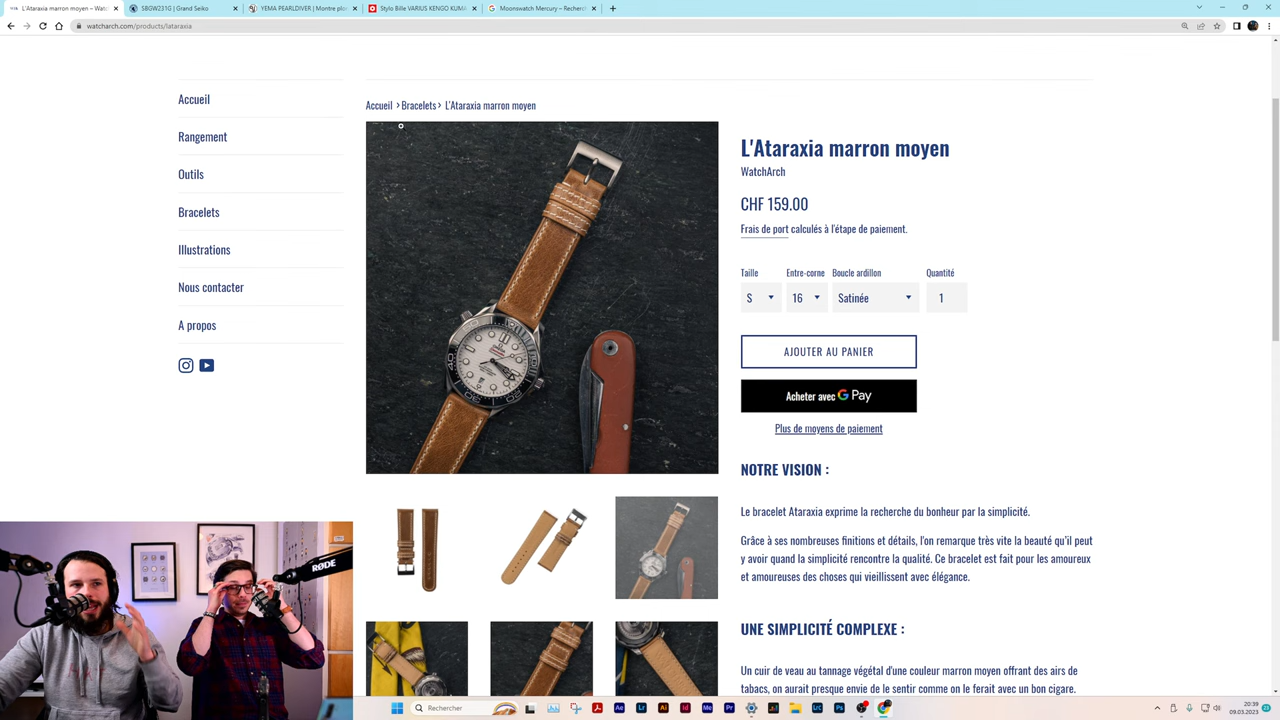 L'Ataraxia marron moyen – Watch
SBGW231G | Grand Seiko
YEMA PEARLDIVER | Montre plon
Stylo Bille VARIUS KENGO KUMA
Moonswatch Mercury – Recherch
watcharch.com/products/lataraxia
Accueil
Rangement
Outils
Bracelets
Illustrations
Nous contacter
A propos
Accueil › Bracelets › L'Ataraxia marron moyen
L'Ataraxia marron moyen
WatchArch
CHF 159.00
Frais de port calculés à l'étape de paiement.
Taille Entre-corne Boucle ardillon Quantité
S 16 Satinée 1
AJOUTER AU PANIER
Acheter avec G Pay
Plus de moyens de paiement
NOTRE VISION :
Le bracelet Ataraxia exprime la recherche du bonheur par la simplicité.
Grâce à ses nombreuses finitions et détails, l'on remarque très vite la beauté qu'il peut
y avoir quand la simplicité rencontre la qualité. Ce bracelet est fait pour les amoureux
et amoureuses des choses qui vieillissent avec élégance.
UNE SIMPLICITÉ COMPLEXE :
Un cuir de veau au tannage végétal d'une couleur marron moyen offrant des airs de
tabacs, on aurait presque envie de le sentir comme on le ferait avec un bon cigare.
RØDE
Rechercher
20:39
09.03.2023